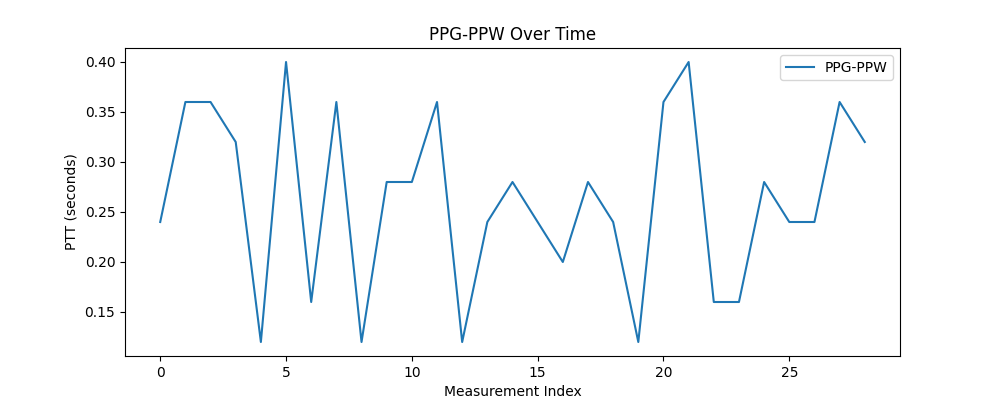 PPG-PPW Over Time
PPG-PPW
PTT (seconds)
0.40
0.35
0.30
0.25
0.20
0.15
0 5 10 15 20 25
Measurement Index